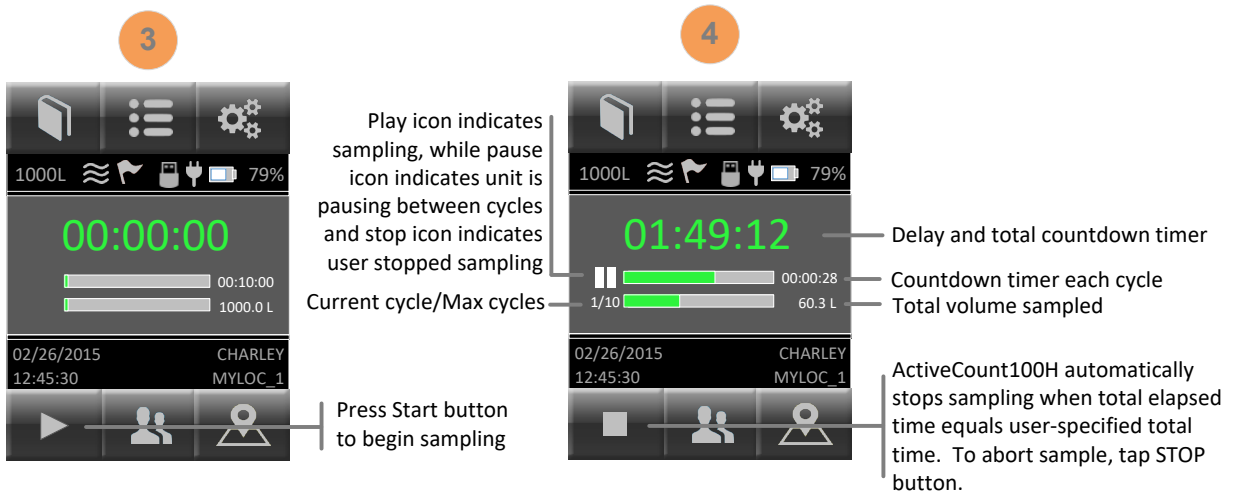 3
1000L 79%
00:00:00
00:10:00
1000.0 L
02/26/2015 CHARLEY
12:45:30 MYLOC_1
Press Start button
to begin sampling
Play icon indicates
sampling, while pause
icon indicates unit is
pausing between cycles
and stop icon indicates
user stopped sampling
Current cycle/Max cycles
4
1000L 79%
01:49:12
00:00:28
1/10 60.3 L
02/26/2015 CHARLEY
12:45:30 MYLOC_1
Delay and total countdown timer
Countdown timer each cycle
Total volume sampled
ActiveCount100H automatically
stops sampling when total elapsed
time equals user-specified total
time.  To abort sample, tap STOP
button.